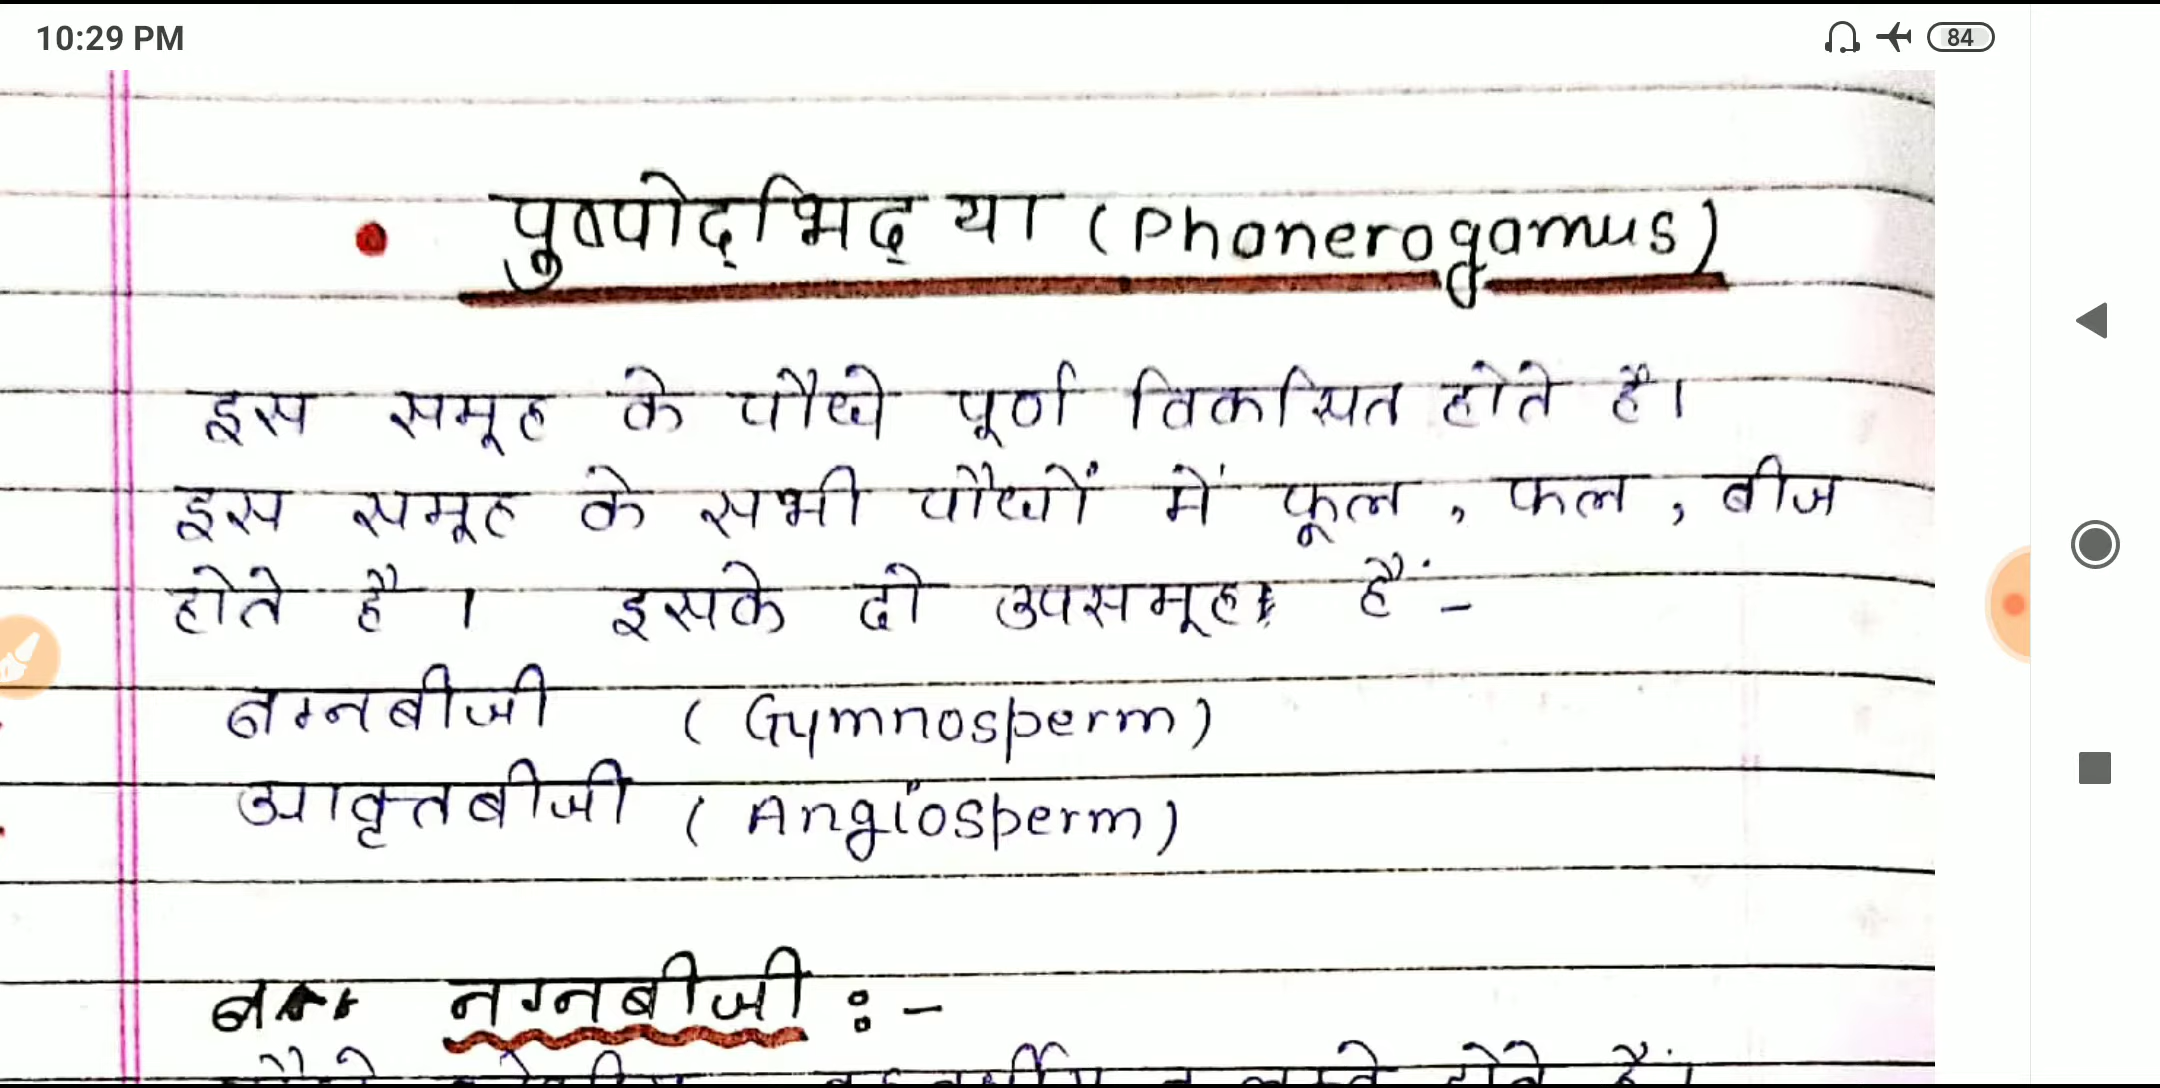 10:29 PM
84
• पुष्पोद्भिद् या (Phonerogamus)
इस समूह के पौधे पूर्ण विकसित होते है।
इस समूह के सभी पौधों में फूल, फल, बीज
होते है। इसके दो उपसमूह हैं -
नग्नबीजी (Gymnosperm)
आवृतबीजी (Angiosperm)
नग्नबीजी :-